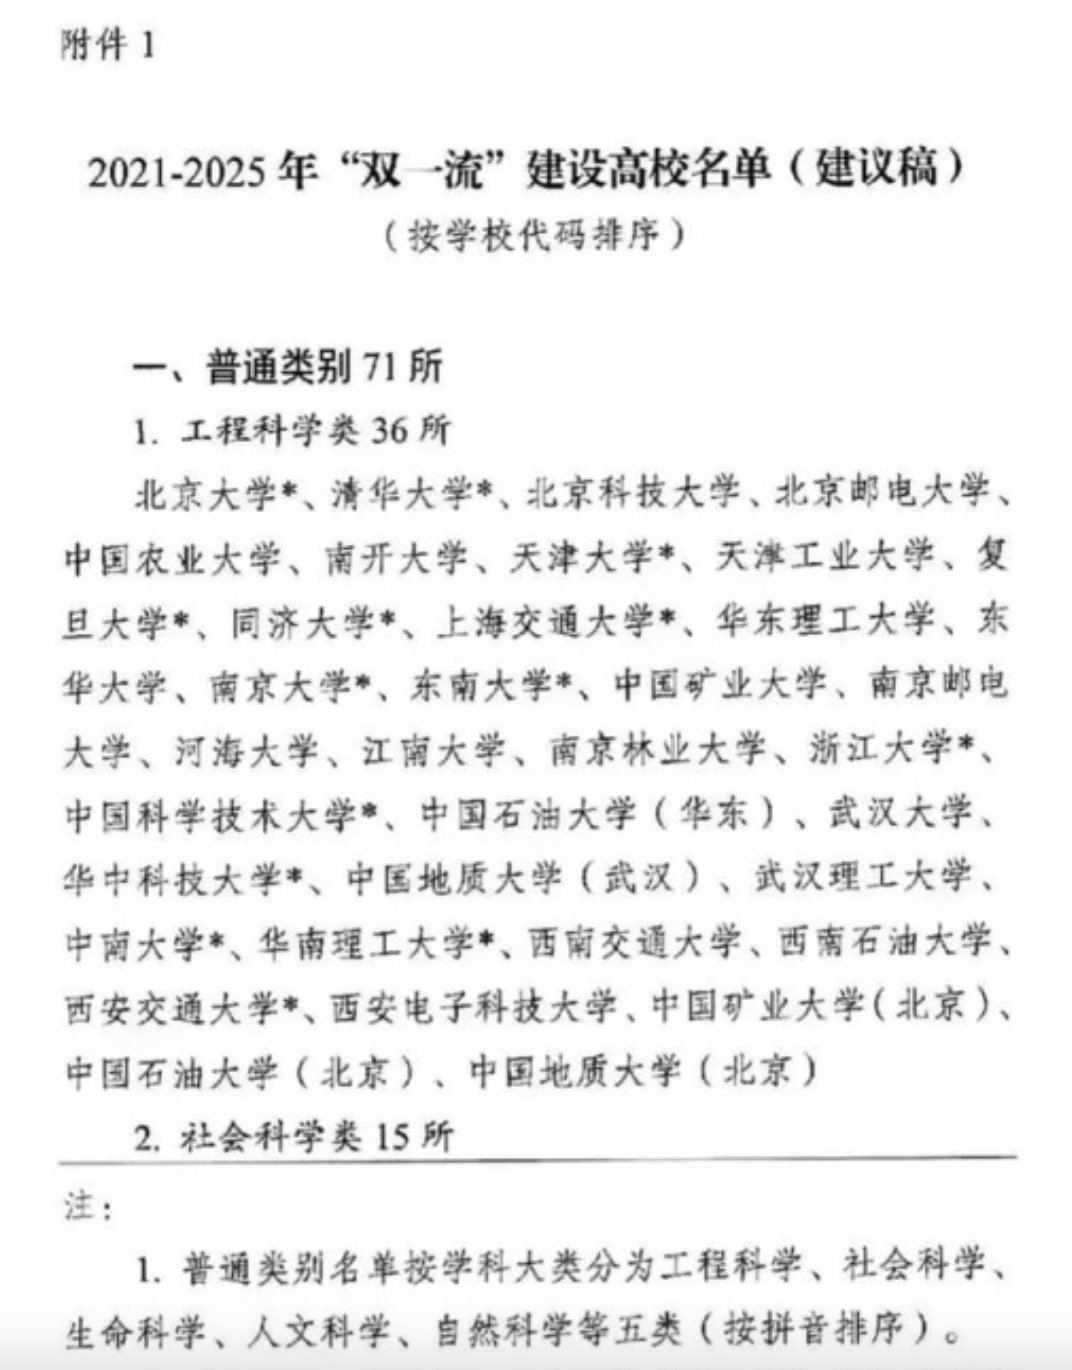 附件 1
2021-2025 年“双一流”建设高校名单（建议稿）
（按学校代码排序）
一、普通类别 71 所
1. 工程科学类 36 所
北京大学*、清华大学*、北京科技大学、北京邮电大学、
中国农业大学、南开大学、天津大学*、天津工业大学、复
旦大学*、同济大学*、上海交通大学*、华东理工大学、东
华大学、南京大学*、东南大学*、中国矿业大学、南京邮电
大学、河海大学、江南大学、南京林业大学、浙江大学*、
中国科学技术大学*、中国石油大学（华东）、武汉大学、
华中科技大学*、中国地质大学（武汉）、武汉理工大学、
中南大学*、华南理工大学*、西南交通大学、西南石油大学、
西安交通大学*、西安电子科技大学、中国矿业大学（北京）、
中国石油大学（北京）、中国地质大学（北京）
2. 社会科学类 15 所
注：
1. 普通类别名单按学科大类分为工程科学、社会科学、
生命科学、人文科学、自然科学等五类（按拼音排序）。